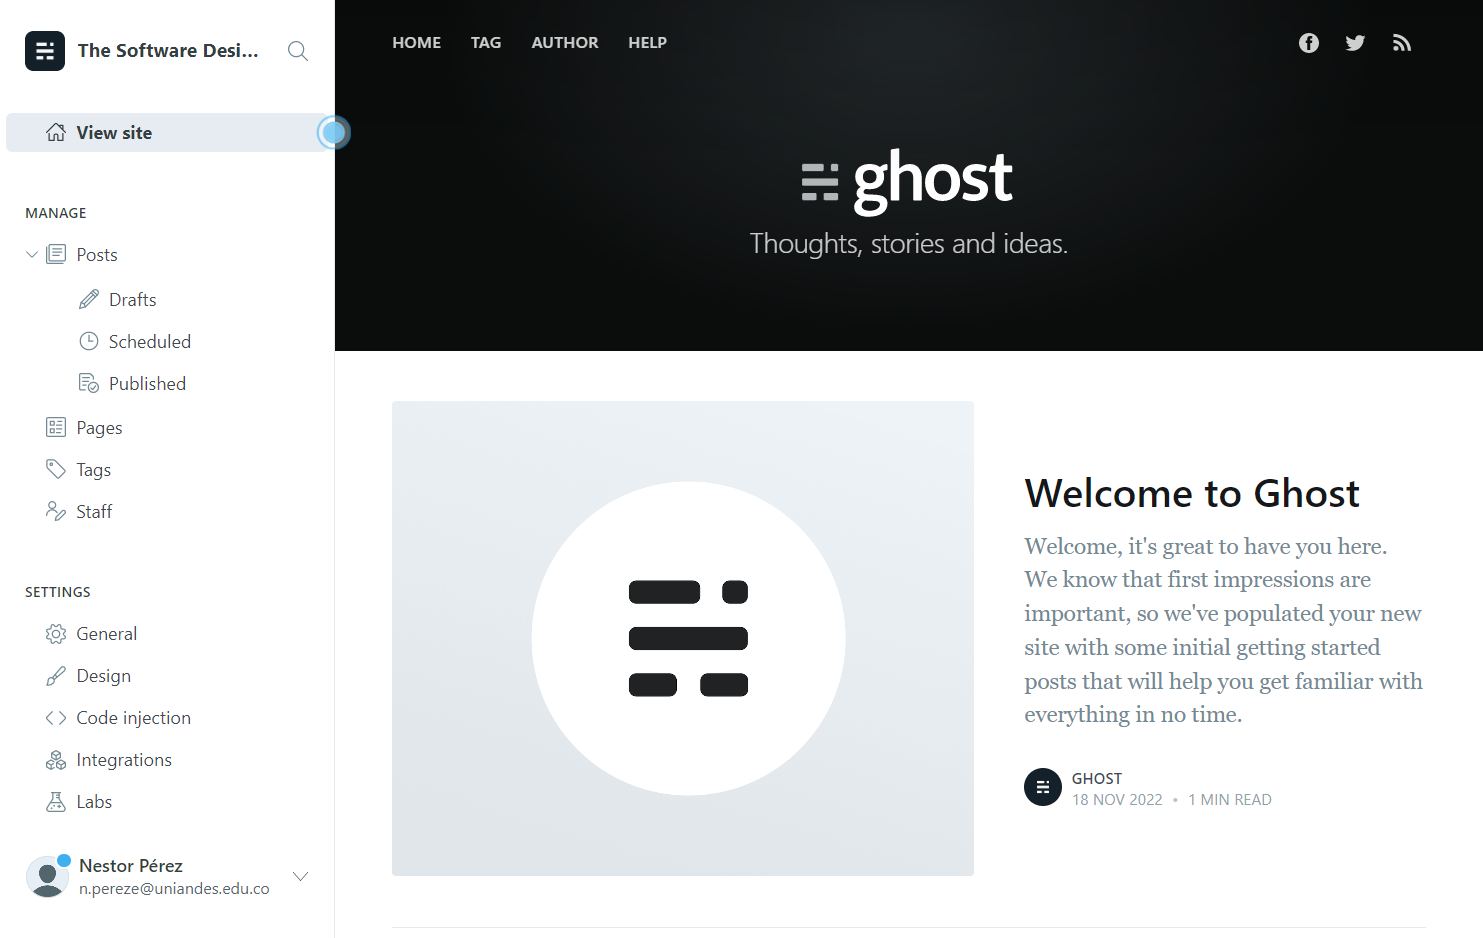 The Software Desi...
View site
MANAGE
Posts
Drafts
Scheduled
Published
Pages
Tags
Staff
SETTINGS
General
Design
Code injection
Integrations
Labs
Nestor Pérez
n.pereze@uniandes.edu.co
HOME TAG AUTHOR HELP
ghost
Thoughts, stories and ideas.
Welcome to Ghost
Welcome, it's great to have you here.
We know that first impressions are
important, so we've populated your new
site with some initial getting started
posts that will help you get familiar with
everything in no time.
GHOST
18 NOV 2022 • 1 MIN READ